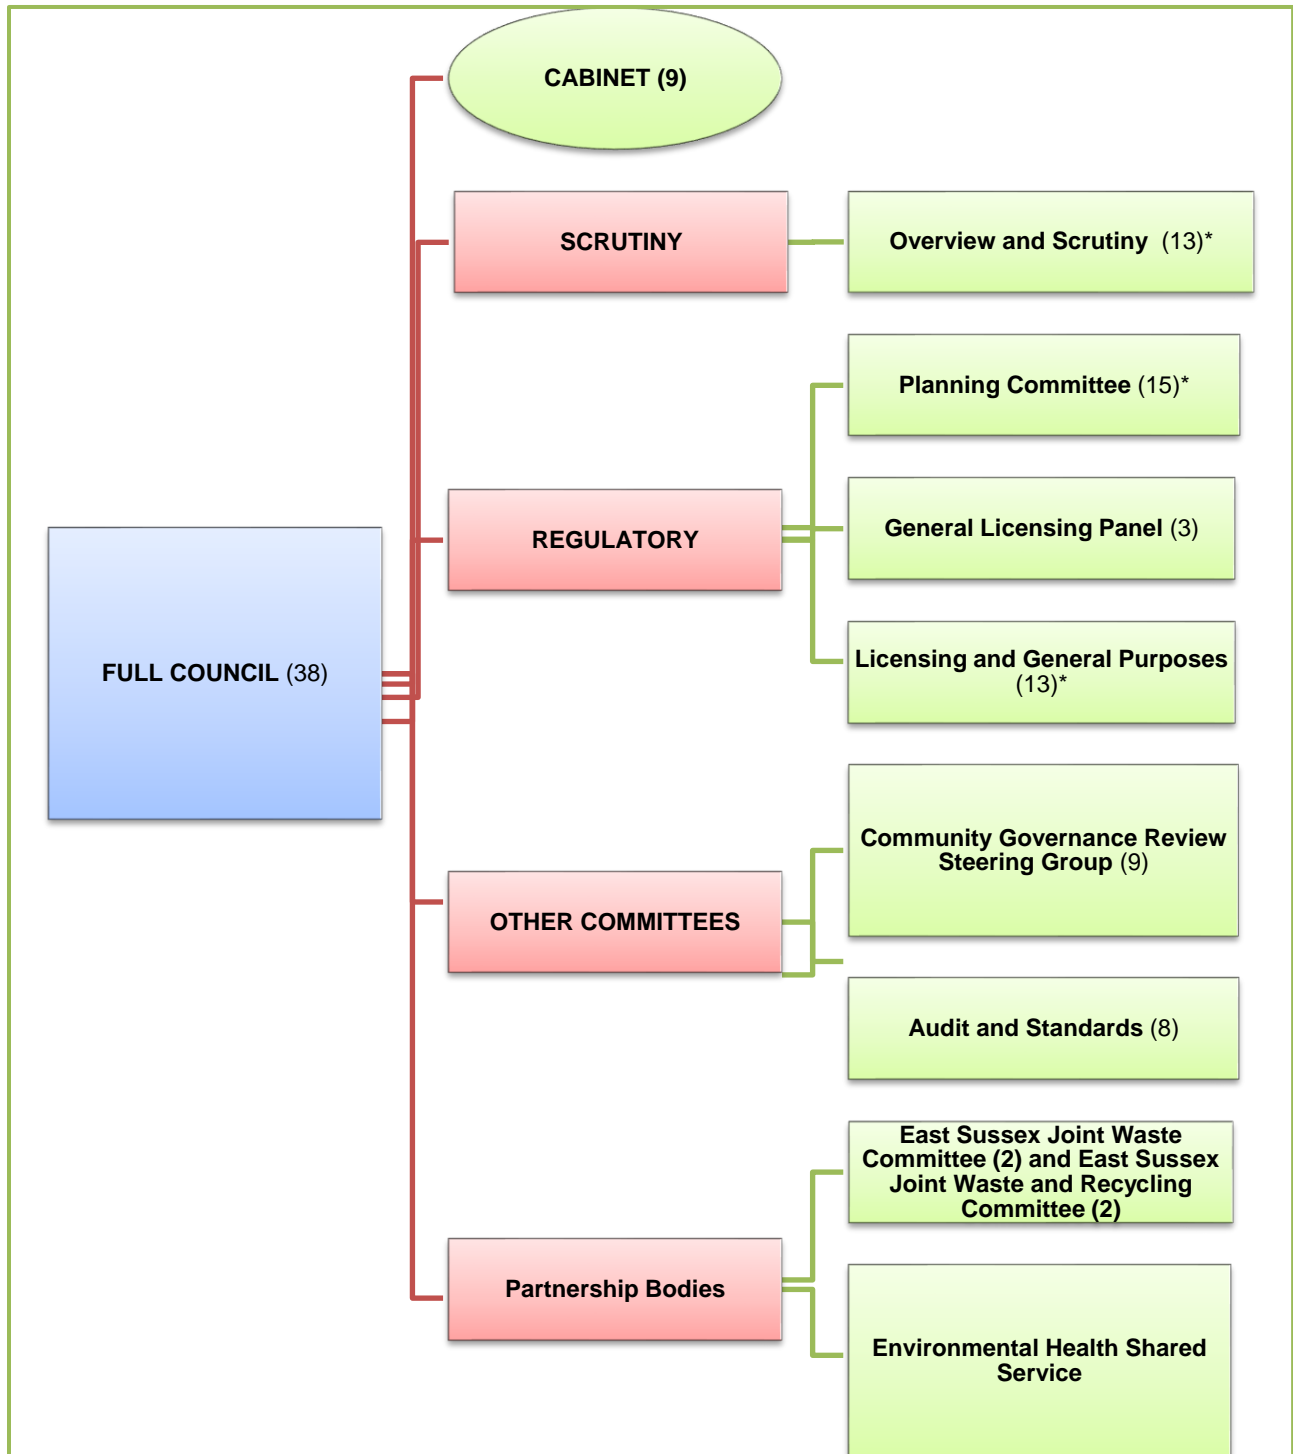 CABINET (9)
SCRUTINY
Overview and Scrutiny (13)*
Planning Committee (15)*
REGULATORY
General Licensing Panel (3)
Licensing and General Purposes
(13)*
FULL COUNCIL (38)
Community Governance Review
Steering Group (9)
OTHER COMMITTEES
Audit and Standards (8)
East Sussex Joint Waste
Committee (2) and East Sussex
Joint Waste and Recycling
Committee (2)
Partnership Bodies
Environmental Health Shared
Service